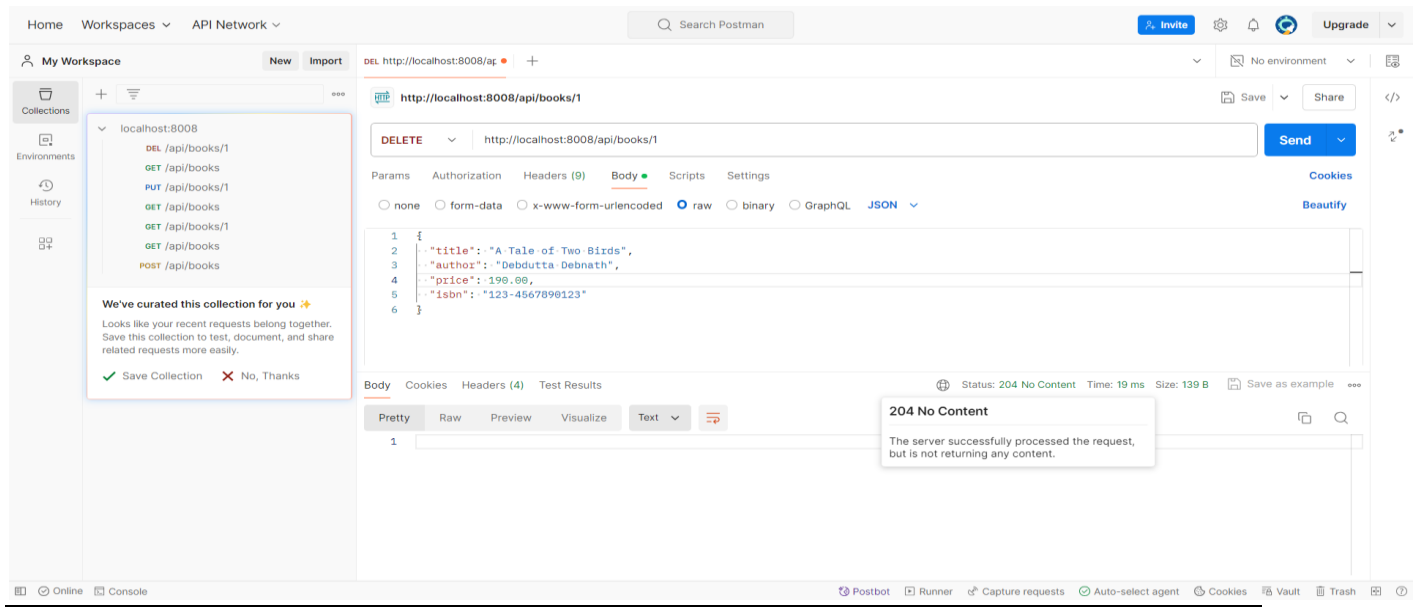 Home Workspaces API Network Search Postman Invite Upgrade
My Workspace New Import DEL http://localhost:8008/ap No environment
Collections
Environments
History
localhost:8008
DEL /api/books/1
GET /api/books
PUT /api/books/1
GET /api/books
GET /api/books/1
GET /api/books
POST /api/books
We've curated this collection for you ✨
Looks like your recent requests belong together.
Save this collection to test, document, and share
related requests more easily.
Save Collection No, Thanks
HTTP http://localhost:8008/api/books/1 Save Share </>
DELETE http://localhost:8008/api/books/1 Send
Params Authorization Headers (9) Body Scripts Settings Cookies
none form-data x-www-form-urlencoded raw binary GraphQL JSON Beautify
1 {
2 "title": "A Tale of Two Birds",
3 "author": "Debdutta Debnath",
4 "price": 190.00,
5 "isbn": "123-4567890123"
6 }
Body Cookies Headers (4) Test Results Status: 204 No Content Time: 19 ms Size: 139 B Save as example
Pretty Raw Preview Visualize Text
204 No Content
The server successfully processed the request,
but is not returning any content.
1
Online Console Postbot Runner Capture requests Auto-select agent Cookies Vault Trash